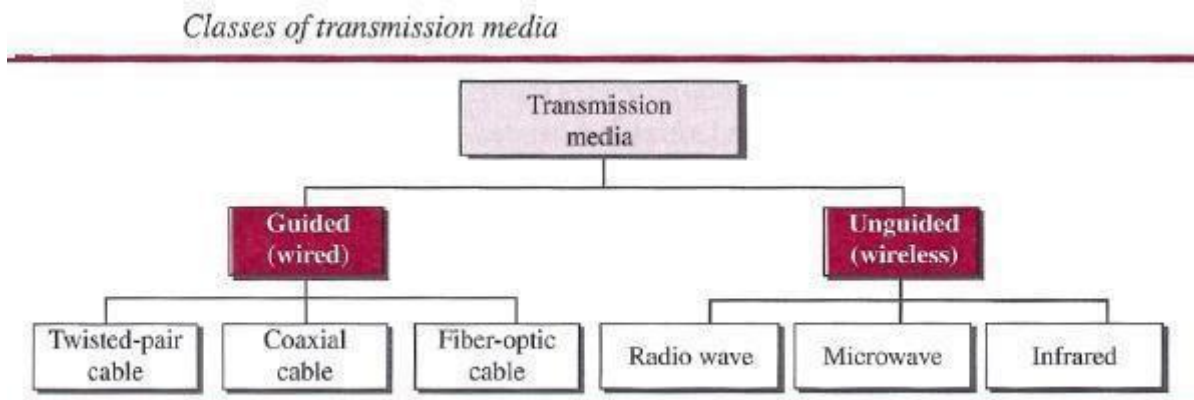 Classes of transmission media
Transmission
media
Guided
(wired)
Unguided
(wireless)
Twisted-pair
cable
Coaxial
cable
Fiber-optic
cable
Radio wave
Microwave
Infrared